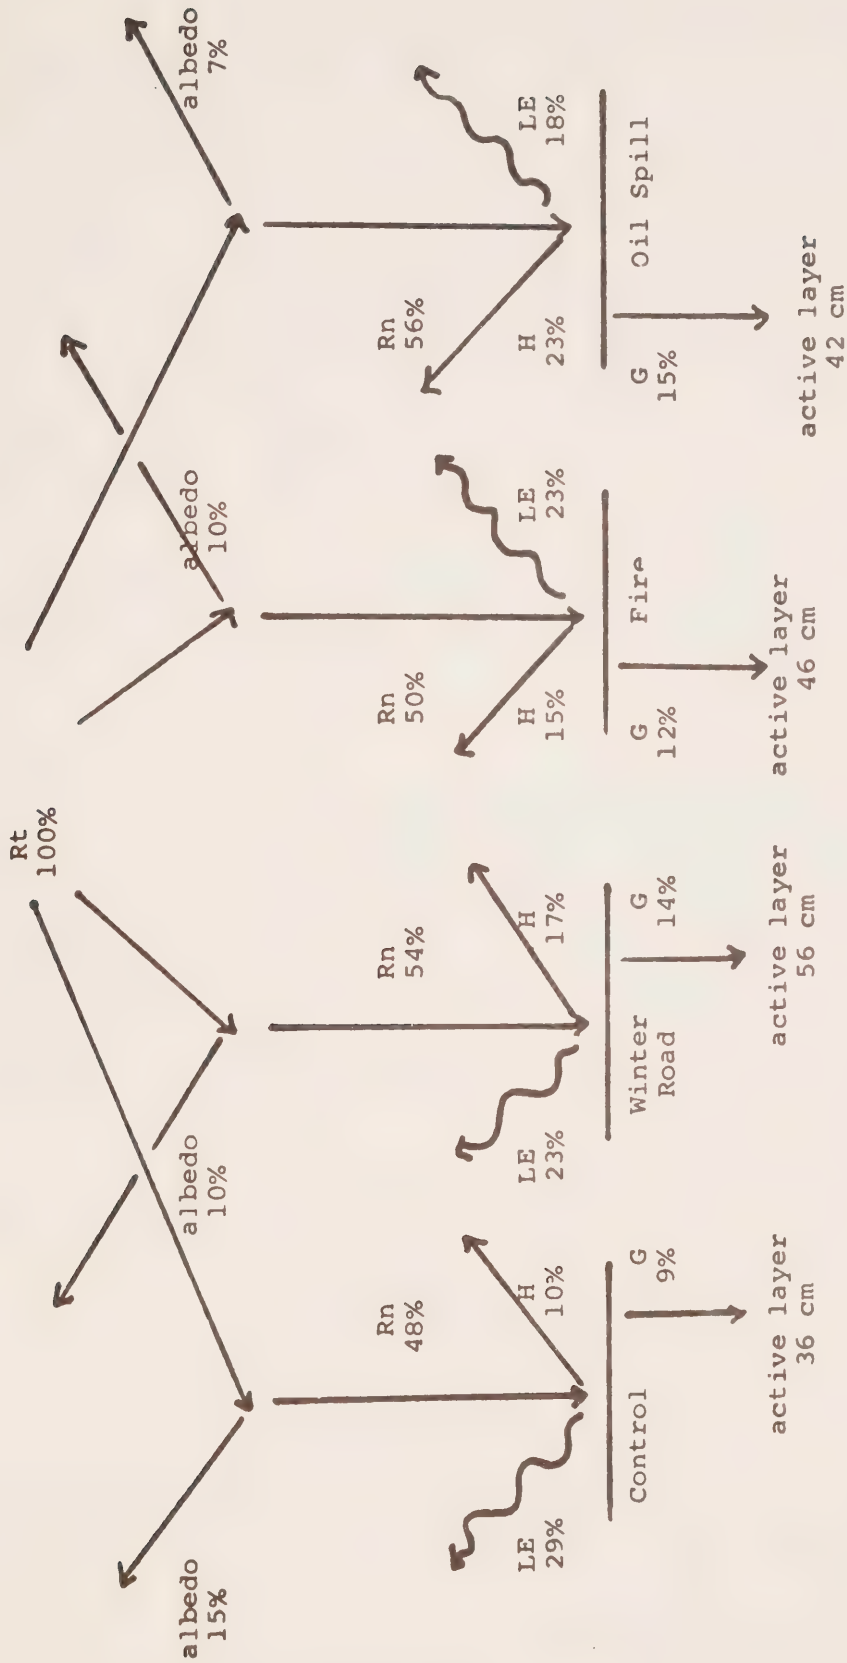 Rt
100%
albedo
15%
albedo
10%
albedo
10%
albedo
7%
Rn
48%
Rn
54%
Rn
50%
Rn
56%
LE
29%
H
10%
LE
23%
H
17%
H
15%
LE
23%
H
23%
LE
18%
Control
G
9%
Winter
Road
G
14%
G
12%
Fire
G
15%
Oil Spill
active layer
36 cm
active layer
56 cm
active layer
46 cm
active layer
42 cm